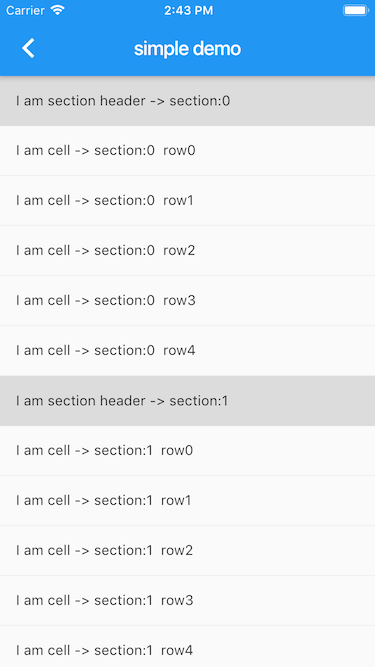 Carrier 2:43 PM
simple demo
I am section header -> section:0
I am cell -> section:0  row0
I am cell -> section:0  row1
I am cell -> section:0  row2
I am cell -> section:0  row3
I am cell -> section:0  row4
I am section header -> section:1
I am cell -> section:1  row0
I am cell -> section:1  row1
I am cell -> section:1  row2
I am cell -> section:1  row3
I am cell -> section:1  row4